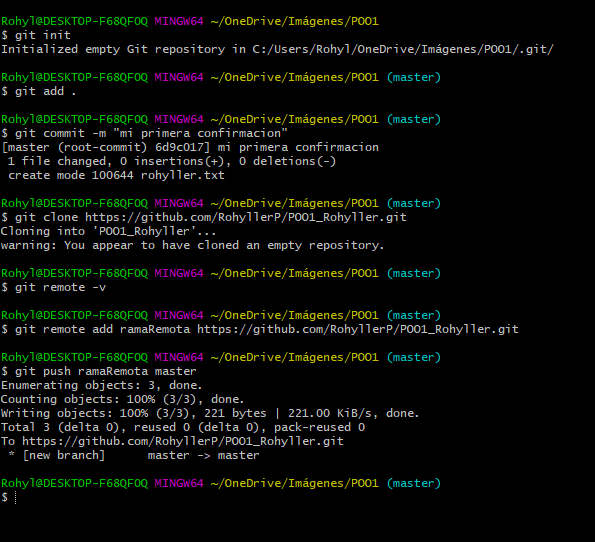 Rohyl@DESKTOP-F68QF0Q MINGW64 ~/OneDrive/Imágenes/POO1
$ git init
Initialized empty Git repository in C:/Users/Rohyl/OneDrive/Imágenes/POO1/.git/
Rohyl@DESKTOP-F68QF0Q MINGW64 ~/OneDrive/Imágenes/POO1 (master)
$ git add .
Rohyl@DESKTOP-F68QF0Q MINGW64 ~/OneDrive/Imágenes/POO1 (master)
$ git commit -m "mi primera confirmacion"
[master (root-commit) 6d9c017] mi primera confirmacion
 1 file changed, 0 insertions(+), 0 deletions(-)
 create mode 100644 rohyller.txt
Rohyl@DESKTOP-F68QF0Q MINGW64 ~/OneDrive/Imágenes/POO1 (master)
$ git clone https://github.com/RohyllerP/POO1_Rohyller.git
Cloning into 'POO1_Rohyller'...
warning: You appear to have cloned an empty repository.
Rohyl@DESKTOP-F68QF0Q MINGW64 ~/OneDrive/Imágenes/POO1 (master)
$ git remote -v
Rohyl@DESKTOP-F68QF0Q MINGW64 ~/OneDrive/Imágenes/POO1 (master)
$ git remote add ramaRemota https://github.com/RohyllerP/POO1_Rohyller.git
Rohyl@DESKTOP-F68QF0Q MINGW64 ~/OneDrive/Imágenes/POO1 (master)
$ git push ramaRemota master
Enumerating objects: 3, done.
Counting objects: 100% (3/3), done.
Writing objects: 100% (3/3), 221 bytes | 221.00 KiB/s, done.
Total 3 (delta 0), reused 0 (delta 0), pack-reused 0
To https://github.com/RohyllerP/POO1_Rohyller.git
 * [new branch]      master -> master
Rohyl@DESKTOP-F68QF0Q MINGW64 ~/OneDrive/Imágenes/POO1 (master)
$